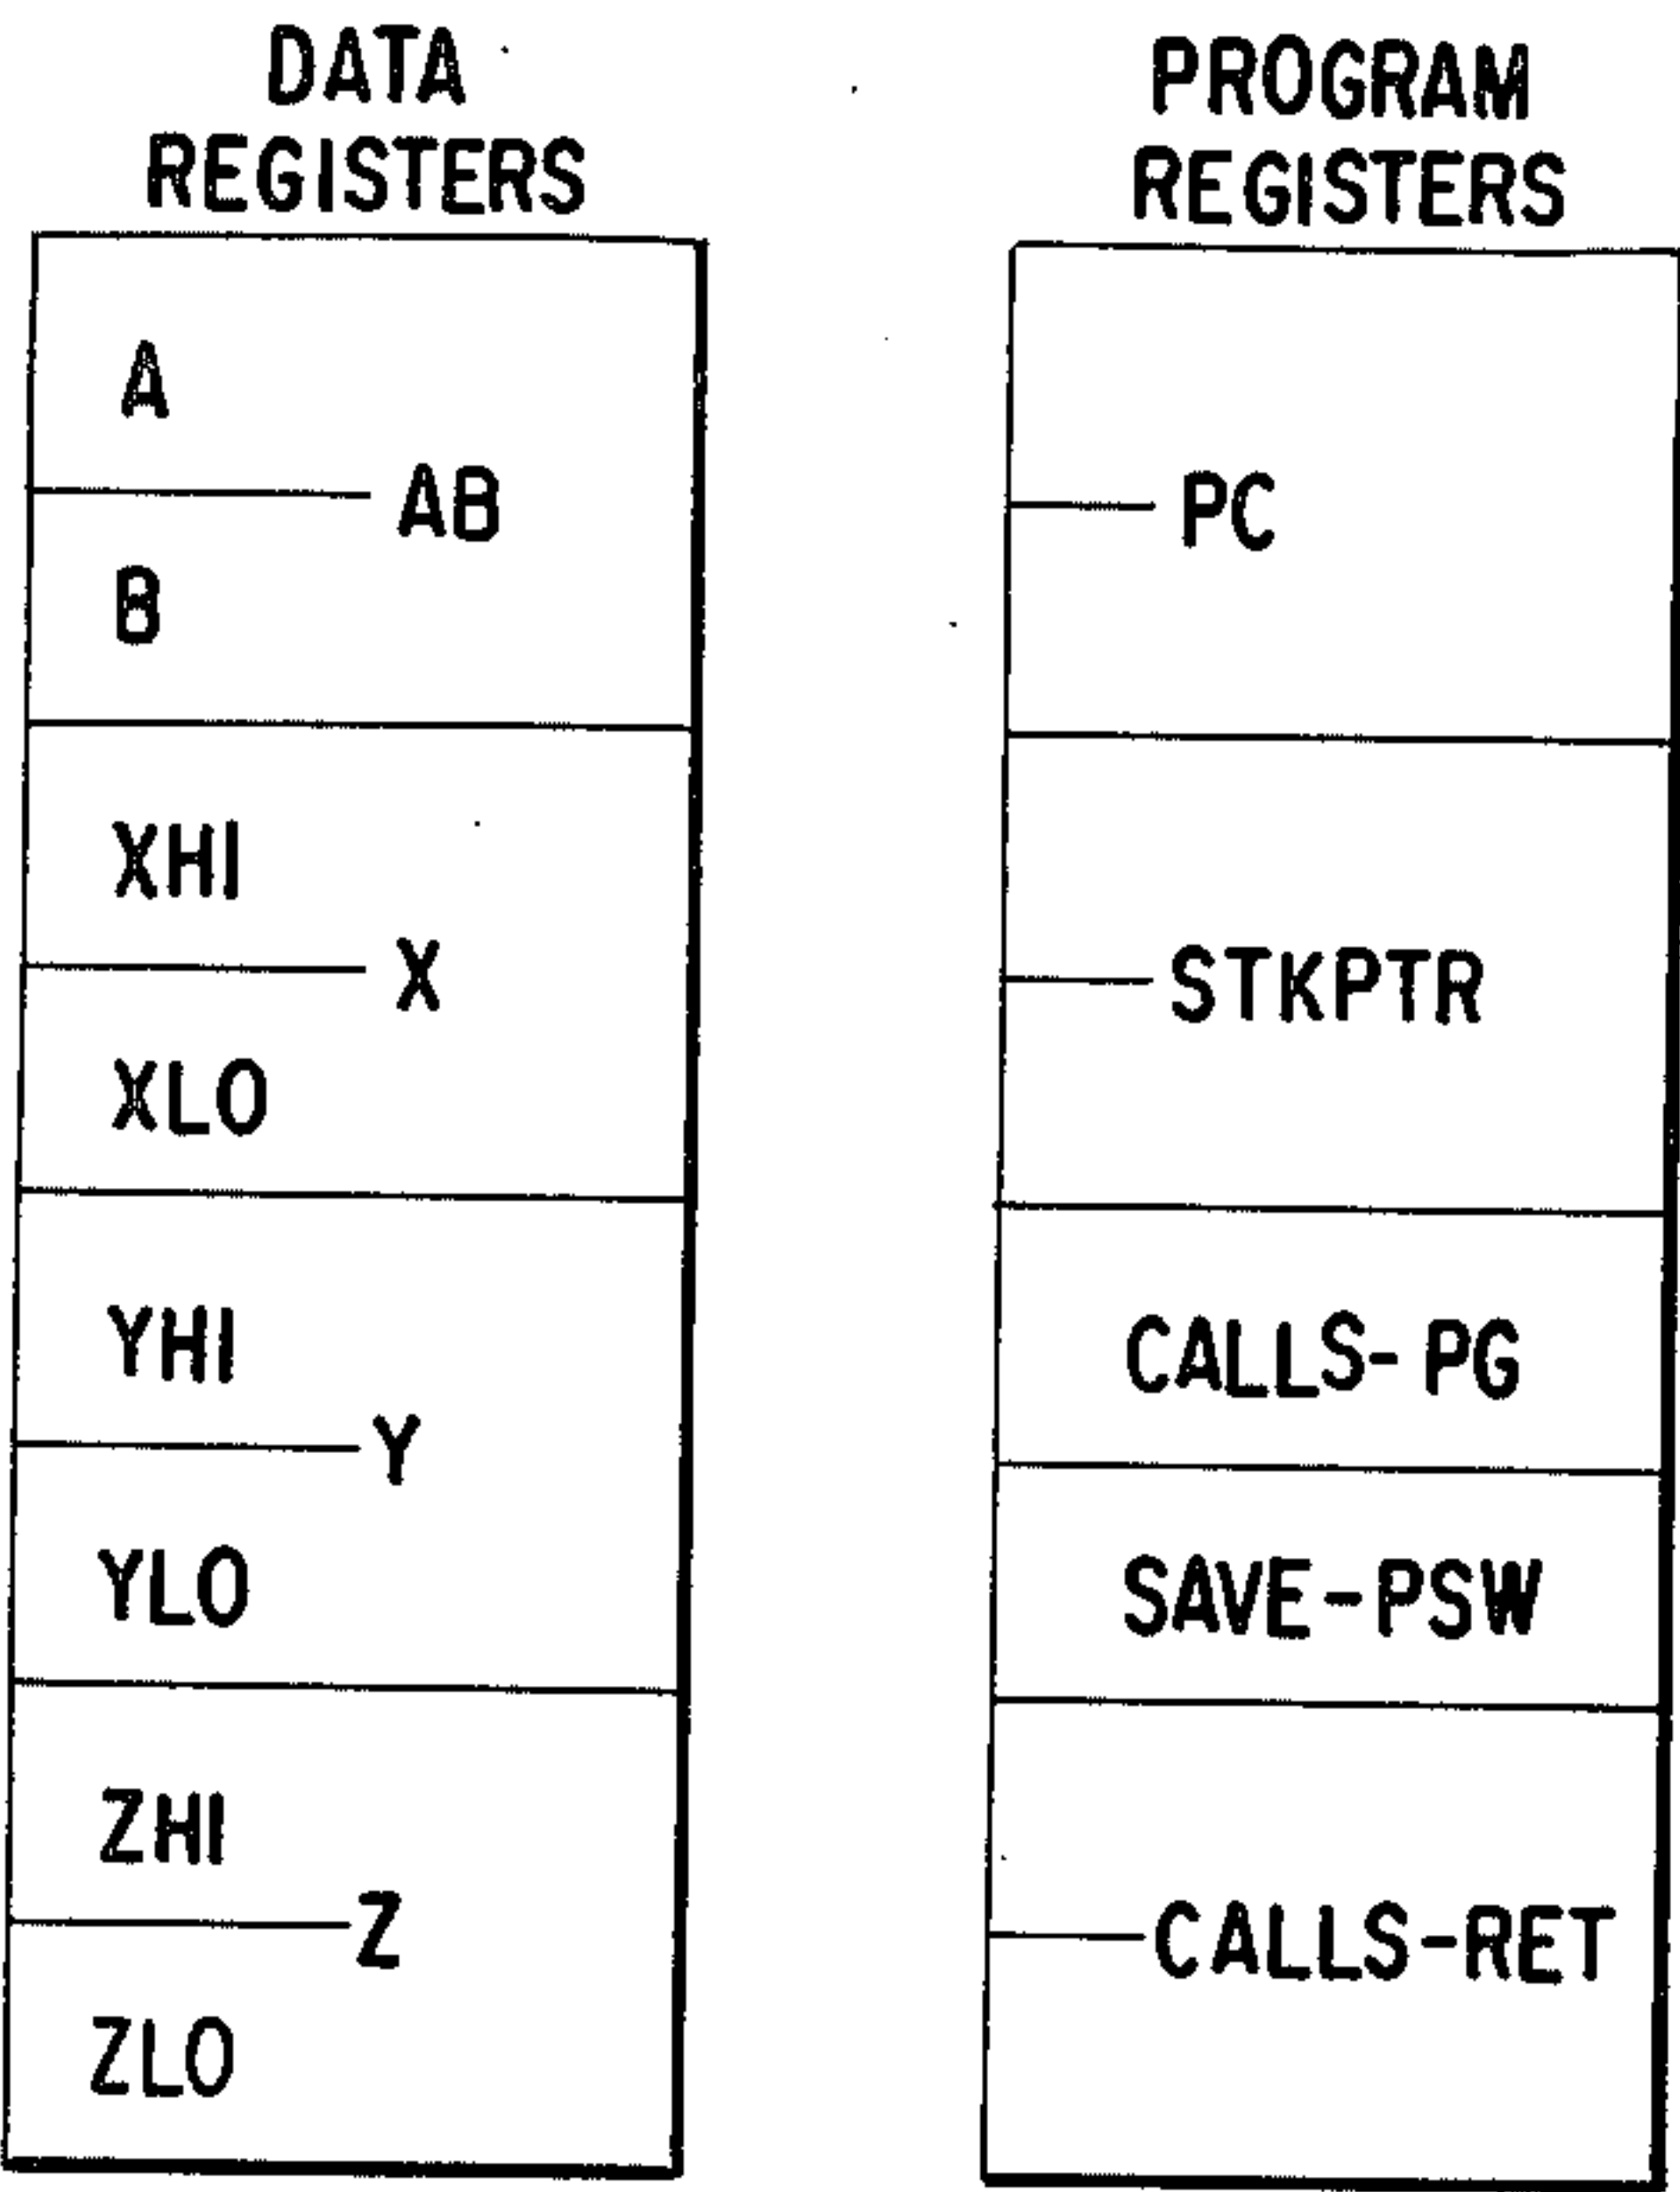 DATA
REGISTERS
A
AB
B
XHI
X
XLO
YHI
Y
YLO
ZHI
Z
ZLO
PROGRAM
REGISTERS
PC
STKPTR
CALLS-PG
SAVE-PSW
CALLS-RET